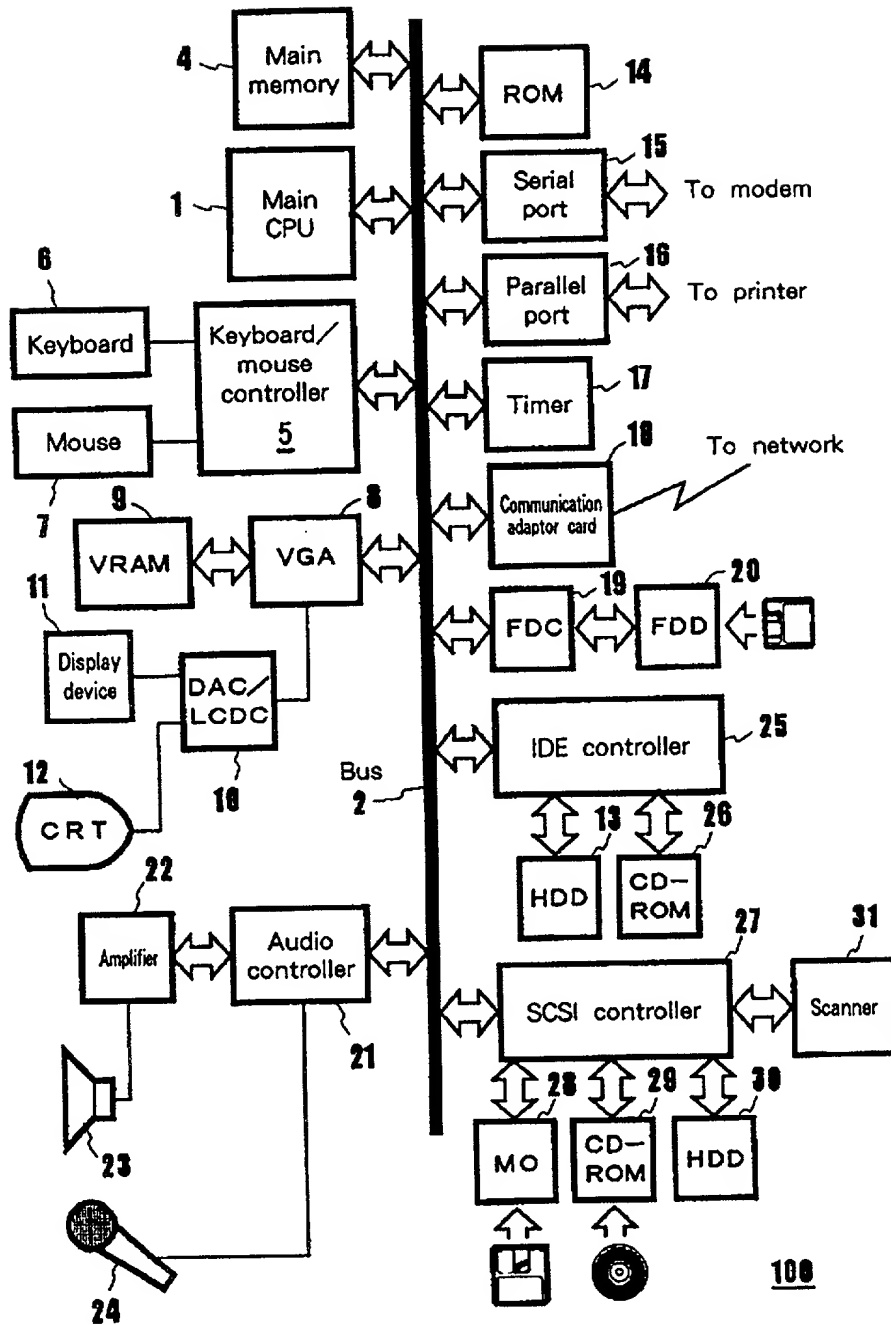 4
Main
memory
ROM
14
1
Main
CPU
15
Serial
port
To modem
6
Keyboard
Keyboard/
mouse
controller
5
16
Parallel
port
To printer
Mouse
7
Timer
17
18
Communication
adaptor card
To network
9
VRAM
8
VGA
19
FDC
20
FDD
11
Display
device
DAC/
LCDC
10
IDE controller
25
Bus
2
12
CRT
13
HDD
26
CD-
ROM
22
Amplifier
Audio
controller
21
27
SCSI controller
31
Scanner
23
28
MO
29
CD-
ROM
30
HDD
24
100